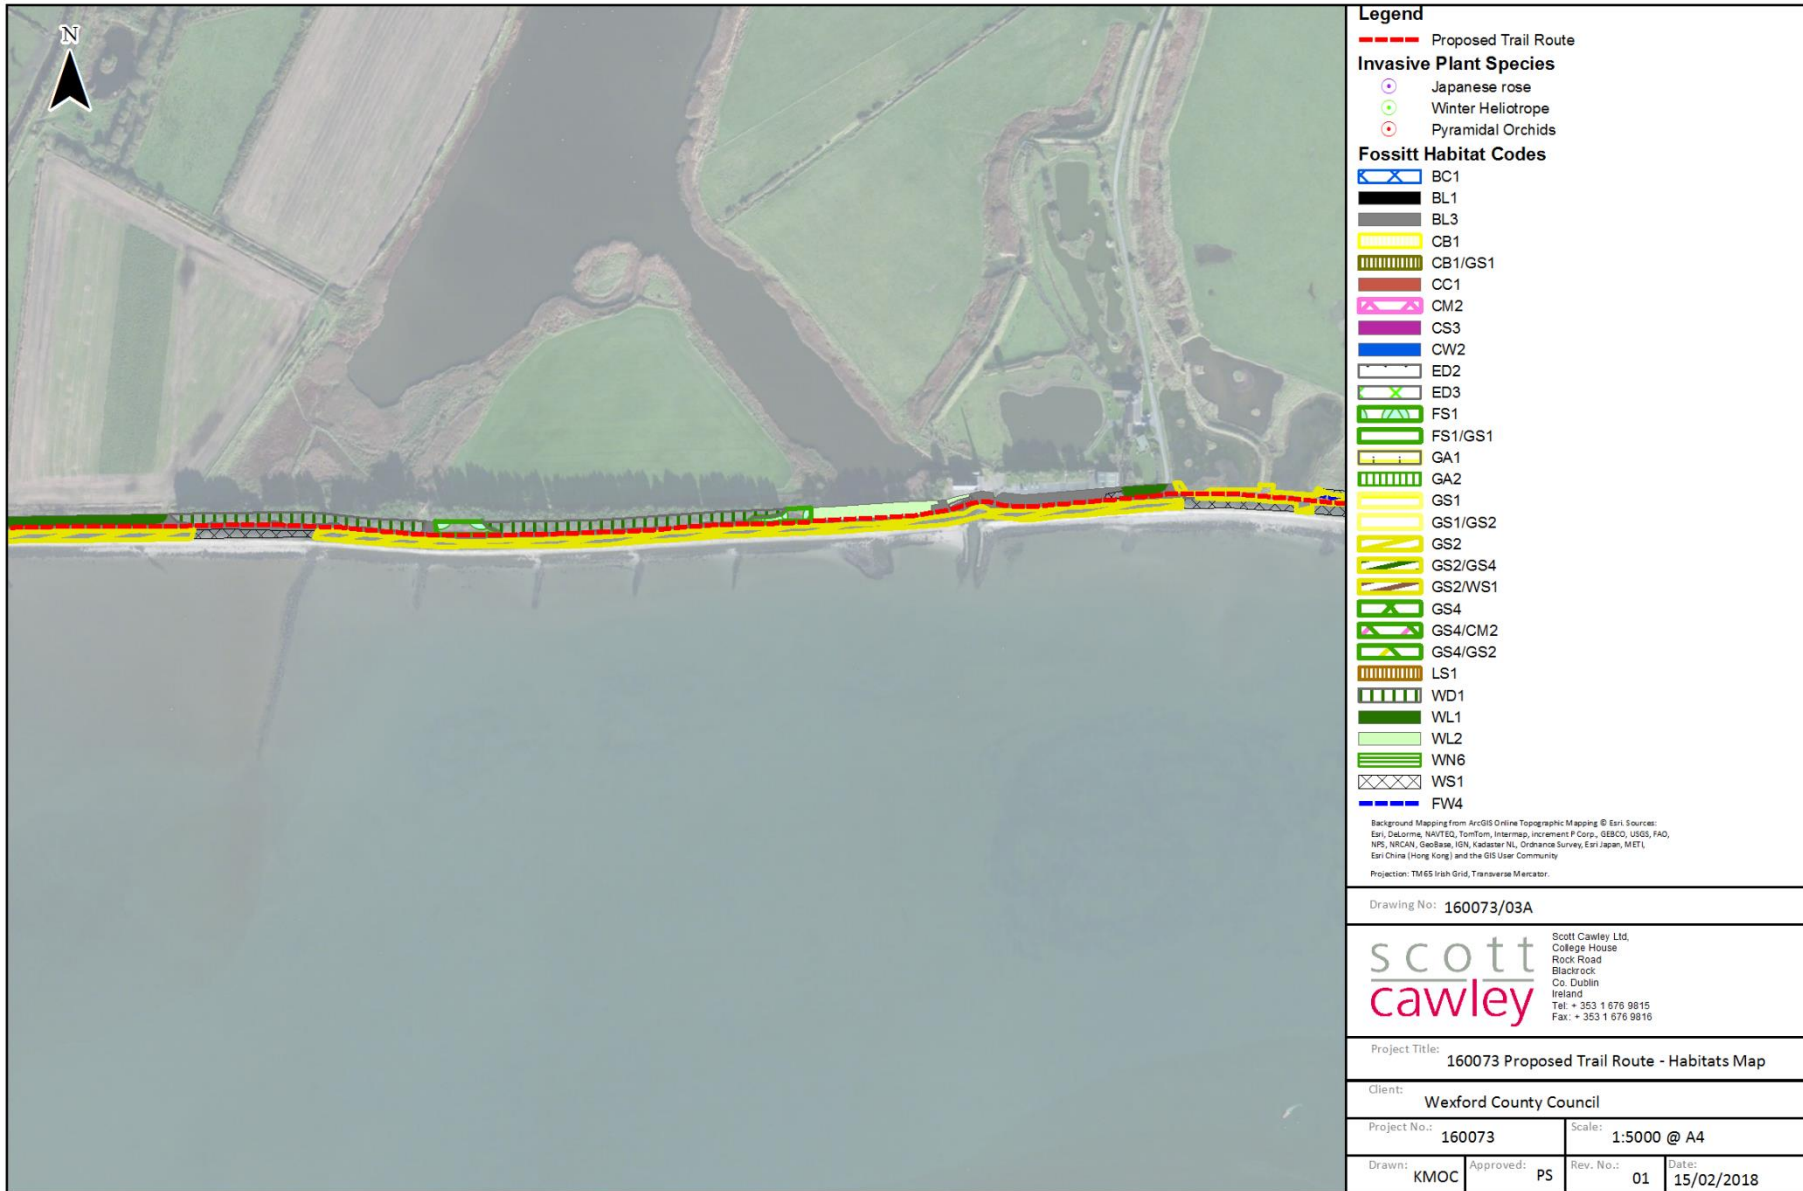 N
Legend
Proposed Trail Route
Invasive Plant Species
Japanese rose
Winter Heliotrope
Pyramidal Orchids
Fossitt Habitat Codes
BC1
BL1
BL3
CB1
CB1/GS1
CC1
CM2
CS3
CW2
ED2
ED3
FS1
FS1/GS1
GA1
GA2
GS1
GS1/GS2
GS2
GS2/GS4
GS2/WS1
GS4
GS4/CM2
GS4/GS2
LS1
WD1
WL1
WL2
WN6
WS1
FW4
Background Mapping from ArcGIS Online Topographic Mapping © Esri. Sources:
Esri, DeLorme, NAVTEQ, TomTom, Intermap, increment P Corp., GEBCO, USGS, FAO,
NPS, NRCAN, GeoBase, IGN, Kadaster NL, Ordnance Survey, Esri Japan, METI,
Esri China (Hong Kong) and the GIS User Community
Projection: TM65 Irish Grid, Transverse Mercator.
Drawing No: 160073/03A
scott
cawley
Scott Cawley Ltd,
College House
Rock Road
Blackrock
Co. Dublin
Ireland
Tel: + 353 1 676 9815
Fax: + 353 1 676 9816
Project Title:
160073 Proposed Trail Route - Habitats Map
Client:
Wexford County Council
Project No.: 160073
Scale: 1:5000 @ A4
Drawn: KMOC
Approved: PS
Rev. No.: 01
Date: 15/02/2018